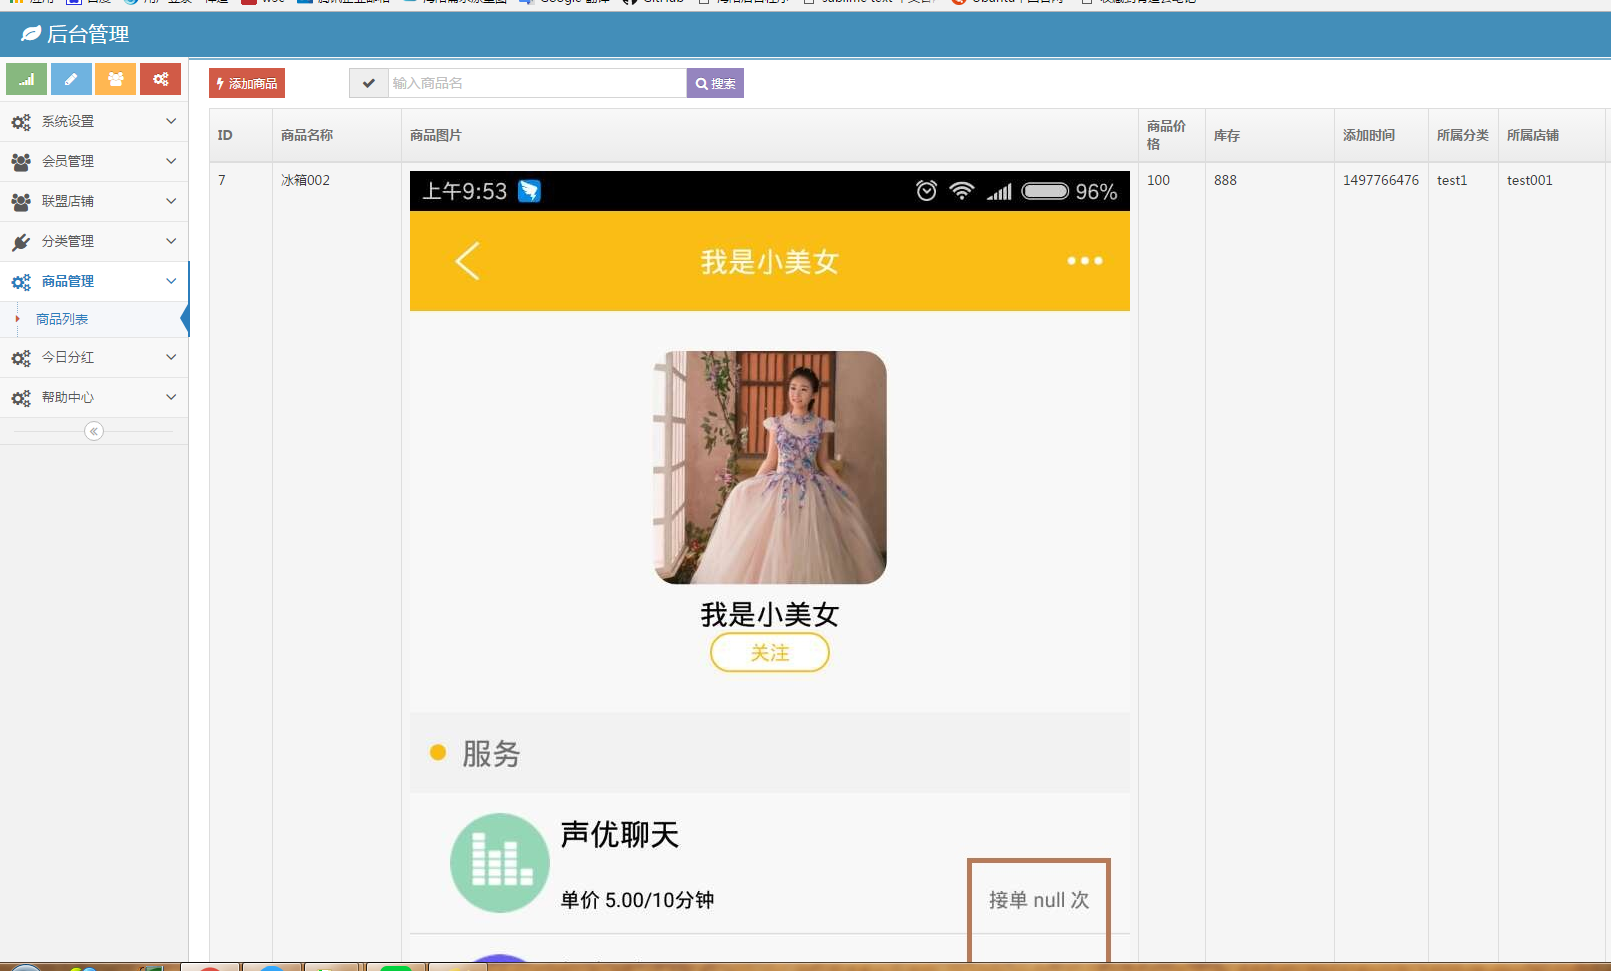 后台管理
添加商品
输入商品名
搜索
系统设置
会员管理
联盟店铺
分类管理
商品管理
商品列表
今日分红
帮助中心
ID 商品名称 商品图片 商品价格 库存 添加时间 所属分类 所属店铺
7 冰箱002 100 888 1497766476 test1 test001
上午9:53 96%
我是小美女
我是小美女
关注
服务
声优聊天
单价 5.00/10分钟
接单 null 次